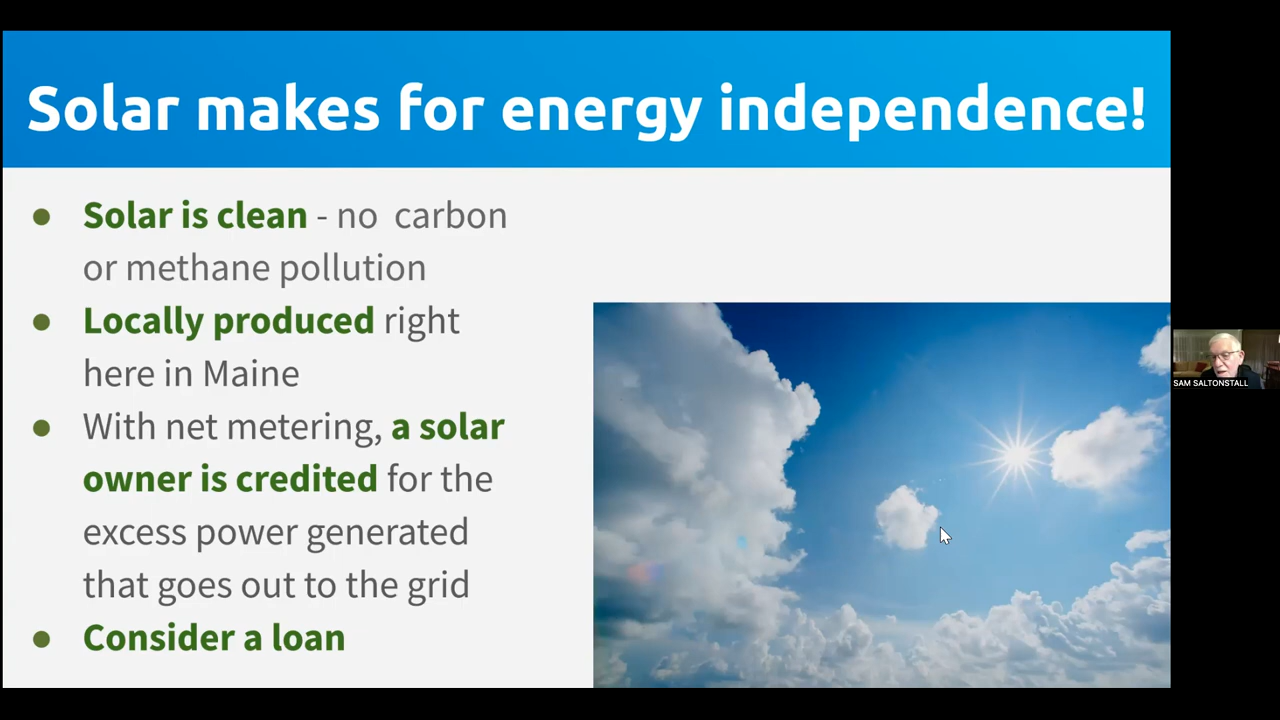 Solar makes for energy independence!
● Solar is clean - no carbon
or methane pollution
● Locally produced right
here in Maine
● With net metering, a solar
owner is credited for the
excess power generated
that goes out to the grid
● Consider a loan
SAM SALTONSTALL